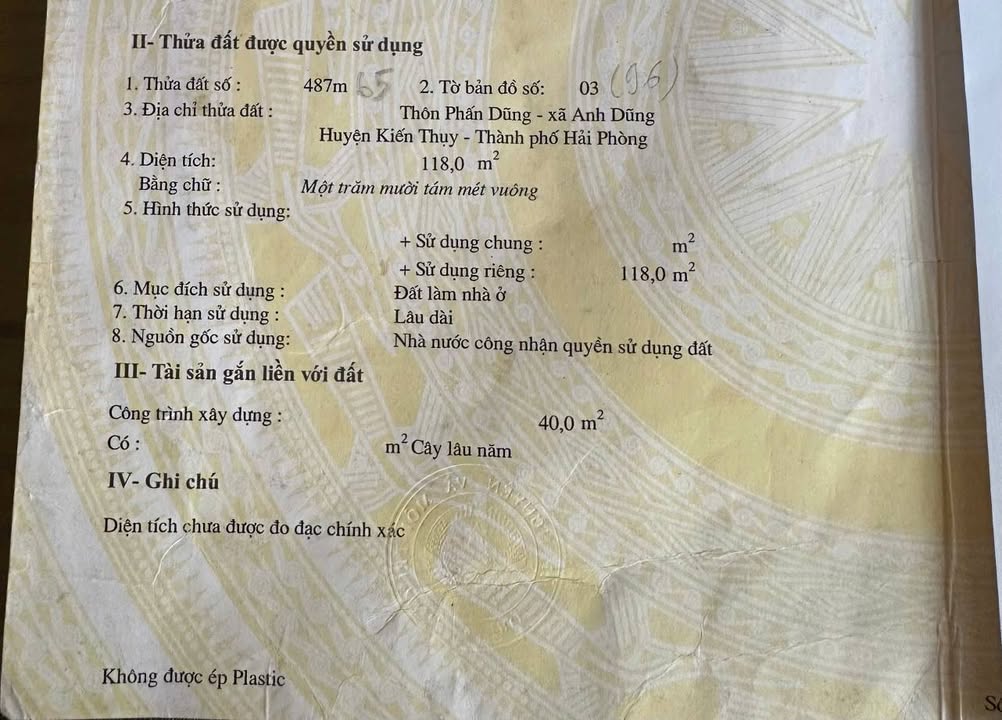 II- Thửa đất được quyền sử dụng
1. Thửa đất số : 487m 65 2. Tờ bản đồ số: 03 (96)
3. Địa chỉ thửa đất : Thôn Phấn Dũng - xã Anh Dũng
Huyện Kiến Thụy - Thành phố Hải Phòng
4. Diện tích: 118,0 m²
Bằng chữ : Một trăm mười tám mét vuông
5. Hình thức sử dụng:
+ Sử dụng chung : m²
+ Sử dụng riêng : 118,0 m²
6. Mục đích sử dụng : Đất làm nhà ở
7. Thời hạn sử dụng : Lâu dài
8. Nguồn gốc sử dụng: Nhà nước công nhận quyền sử dụng đất
III- Tài sản gắn liền với đất
Công trình xây dựng : 40,0 m²
Có : m² Cây lâu năm
IV- Ghi chú
Diện tích chưa được đo đạc chính xác
Không được ép Plastic